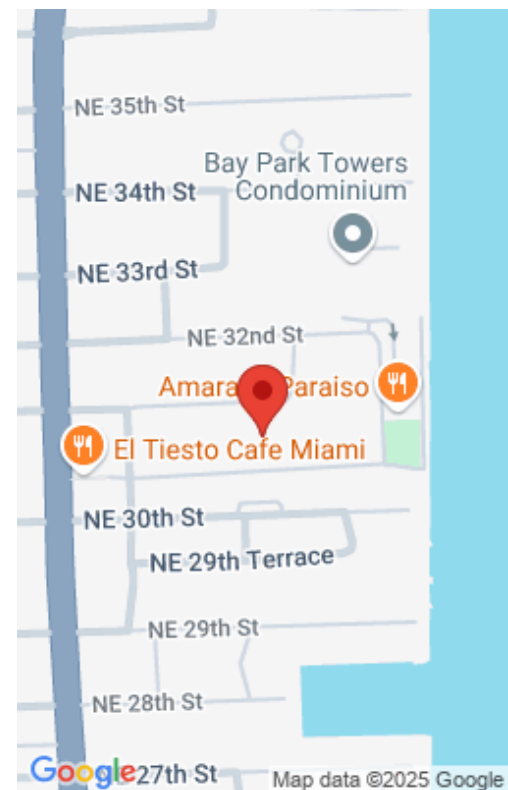 NE 35th St
Bay Park Towers
Condominium
NE 34th St
NE 33rd St
NE 32nd St
Amara Paraiso
El Tiesto Cafe Miami
NE 30th St
NE 29th Terrace
NE 29th St
NE 28th St
27th St
Google
Map data ©2025 Google